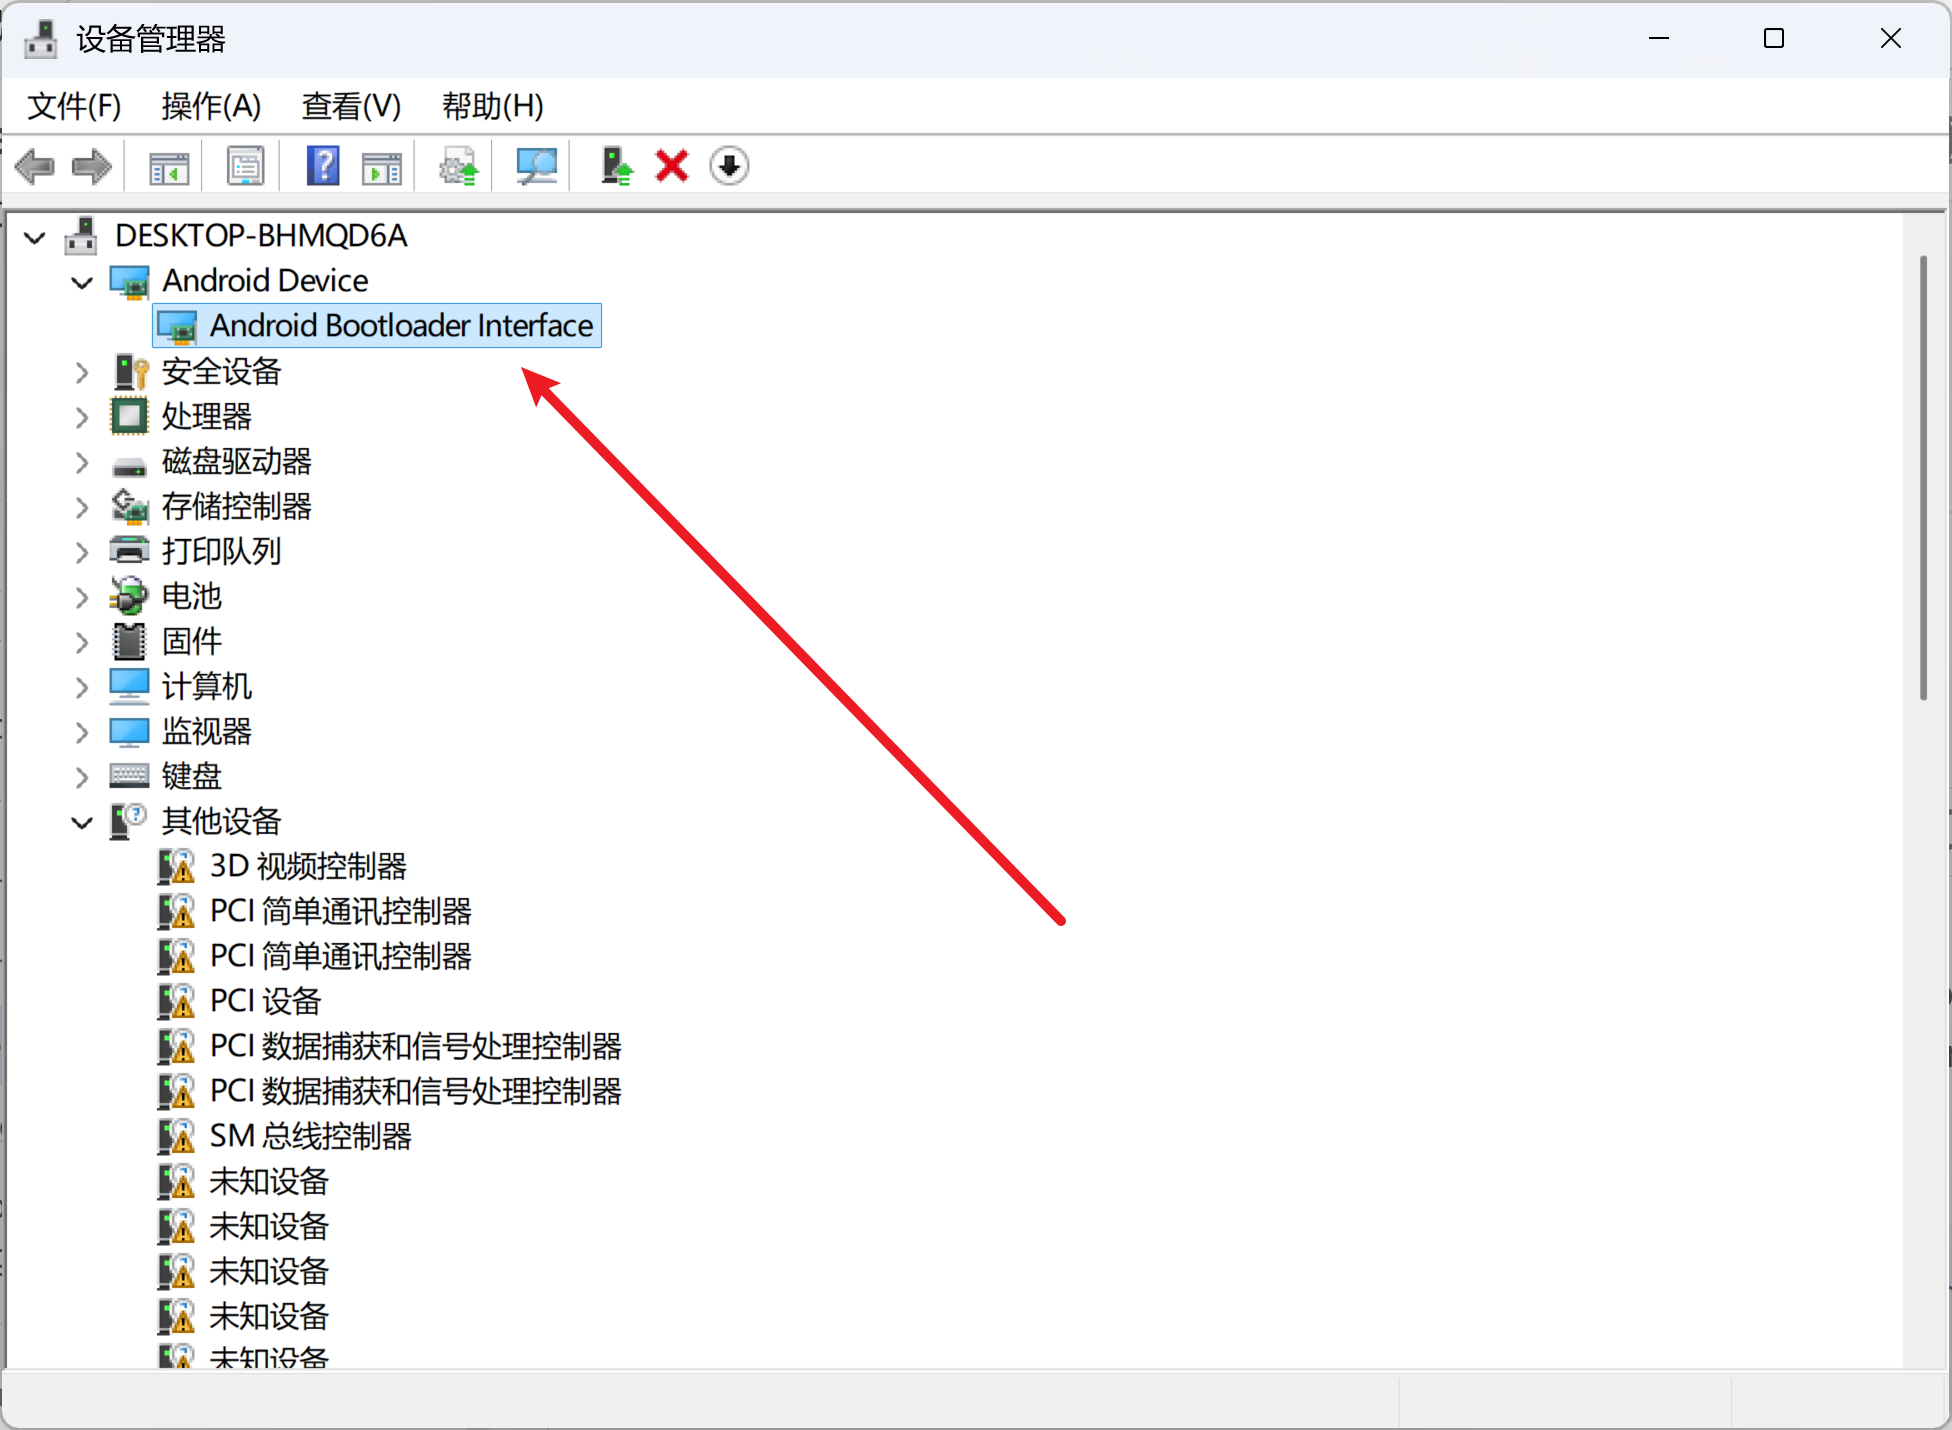 设备管理器
文件(F) 操作(A) 查看(V) 帮助(H)
DESKTOP-BHMQD6A
Android Device
Android Bootloader Interface
安全设备
处理器
磁盘驱动器
存储控制器
打印队列
电池
固件
计算机
监视器
键盘
其他设备
3D 视频控制器
PCI 简单通讯控制器
PCI 简单通讯控制器
PCI 设备
PCI 数据捕获和信号处理控制器
PCI 数据捕获和信号处理控制器
SM 总线控制器
未知设备
未知设备
未知设备
未知设备
未知设备